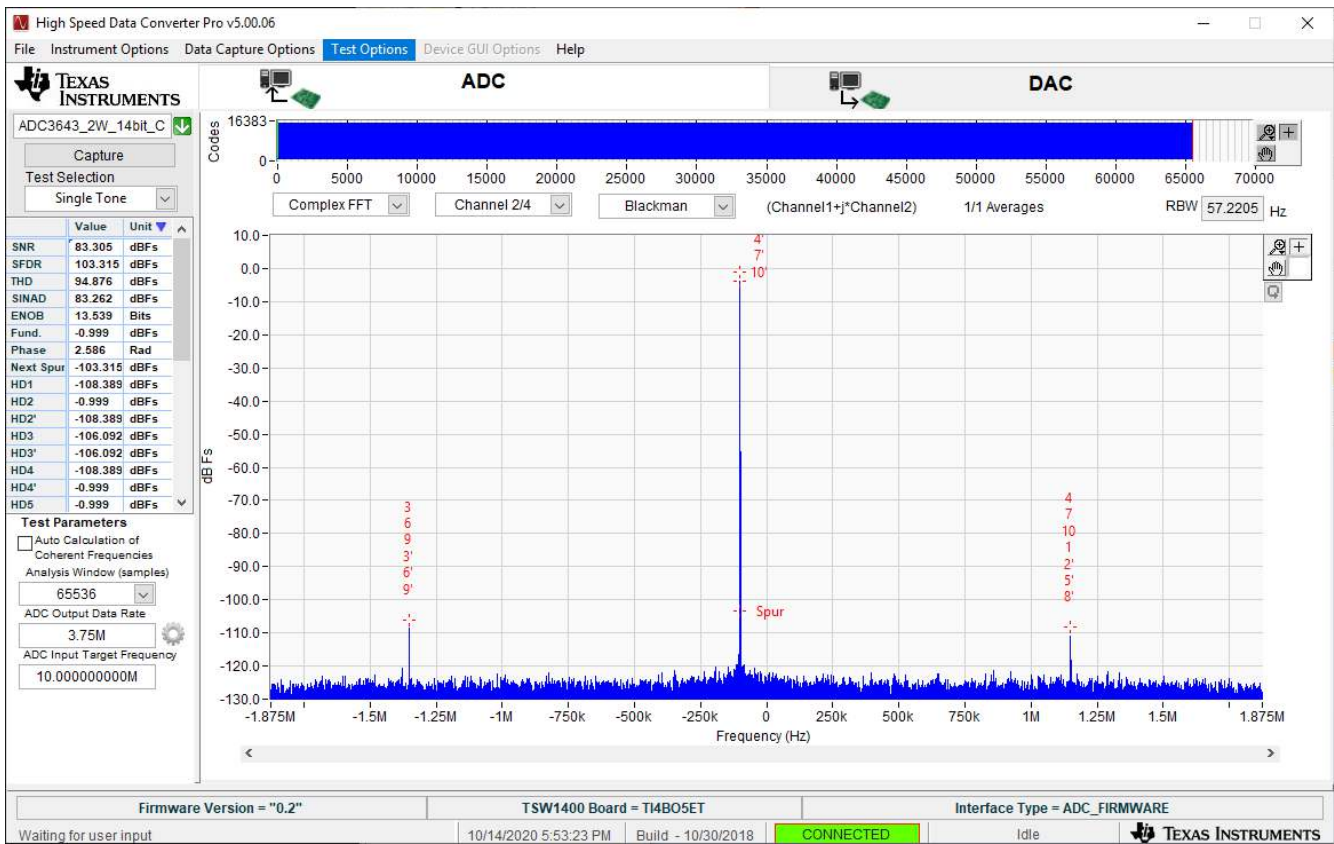 High Speed Data Converter Pro v5.00.06
File Instrument Options Data Capture Options Test Options Device GUI Options Help
TEXAS INSTRUMENTS
ADC
DAC
ADC3643_2W_14bit_C
Capture
Test Selection
Single Tone
Value Unit
SNR 83.305 dBFs
SFDR 103.315 dBFs
THD 94.876 dBFs
SINAD 83.262 dBFs
ENOB 13.539 Bits
Fund. -0.999 dBFs
Phase 2.586 Rad
Next Spur -103.315 dBFs
HD1 -108.389 dBFs
HD2 -0.999 dBFs
HD2' -108.389 dBFs
HD3 -106.092 dBFs
HD3' -106.092 dBFs
HD4 -108.389 dBFs
HD4' -0.999 dBFs
HD5 -0.999 dBFs
Test Parameters
Auto Calculation of
Coherent Frequencies
Analysis Window (samples)
65536
ADC Output Data Rate
3.75M
ADC Input Target Frequency
10.000000000M
Codes
16383
0
0 5000 10000 15000 20000 25000 30000 35000 40000 45000 50000 55000 60000 65000 70000
Complex FFT Channel 2/4 Blackman (Channel1+j*Channel2) 1/1 Averages RBW 57.2205 Hz
dB Fs
10.0
0.0
-10.0
-20.0
-30.0
-40.0
-50.0
-60.0
-70.0
-80.0
-90.0
-100.0
-110.0
-120.0
-130.0
4'
7'
10'
Spur
3
6
9
3'
6'
9'
4
7
10
1
2'
5'
8'
-1.875M -1.5M -1.25M -1M -750k -500k -250k 0 250k 500k 750k 1M 1.25M 1.5M 1.875M
Frequency (Hz)
Firmware Version = "0.2" TSW1400 Board = TI4BO5ET Interface Type = ADC_FIRMWARE
Waiting for user input 10/14/2020 5:53:23 PM Build - 10/30/2018 CONNECTED Idle TEXAS INSTRUMENTS